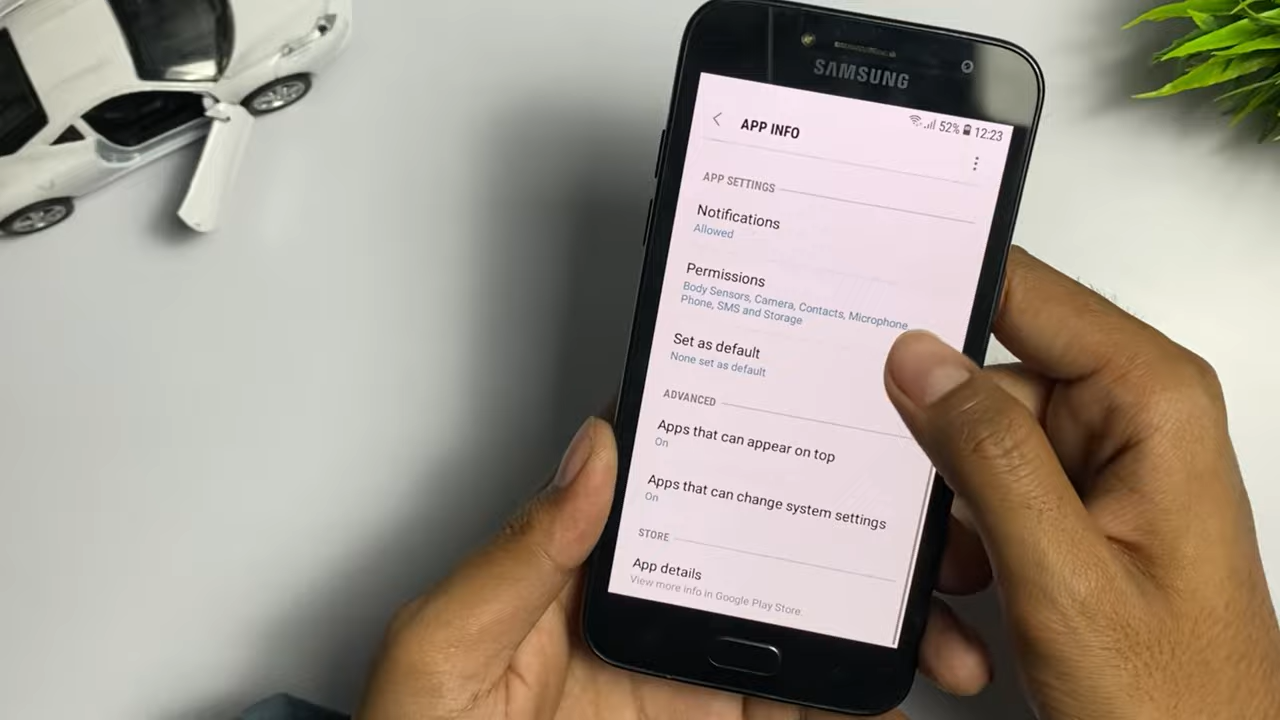 SAMSUNG
52% 12:23
APP INFO
APP SETTINGS
Notifications
Allowed
Permissions
Body Sensors, Camera, Contacts, Microphone
Phone, SMS and Storage
Set as default
None set as default
ADVANCED
Apps that can appear on top
On
Apps that can change system settings
On
STORE
App details
View more info in Google Play Store.